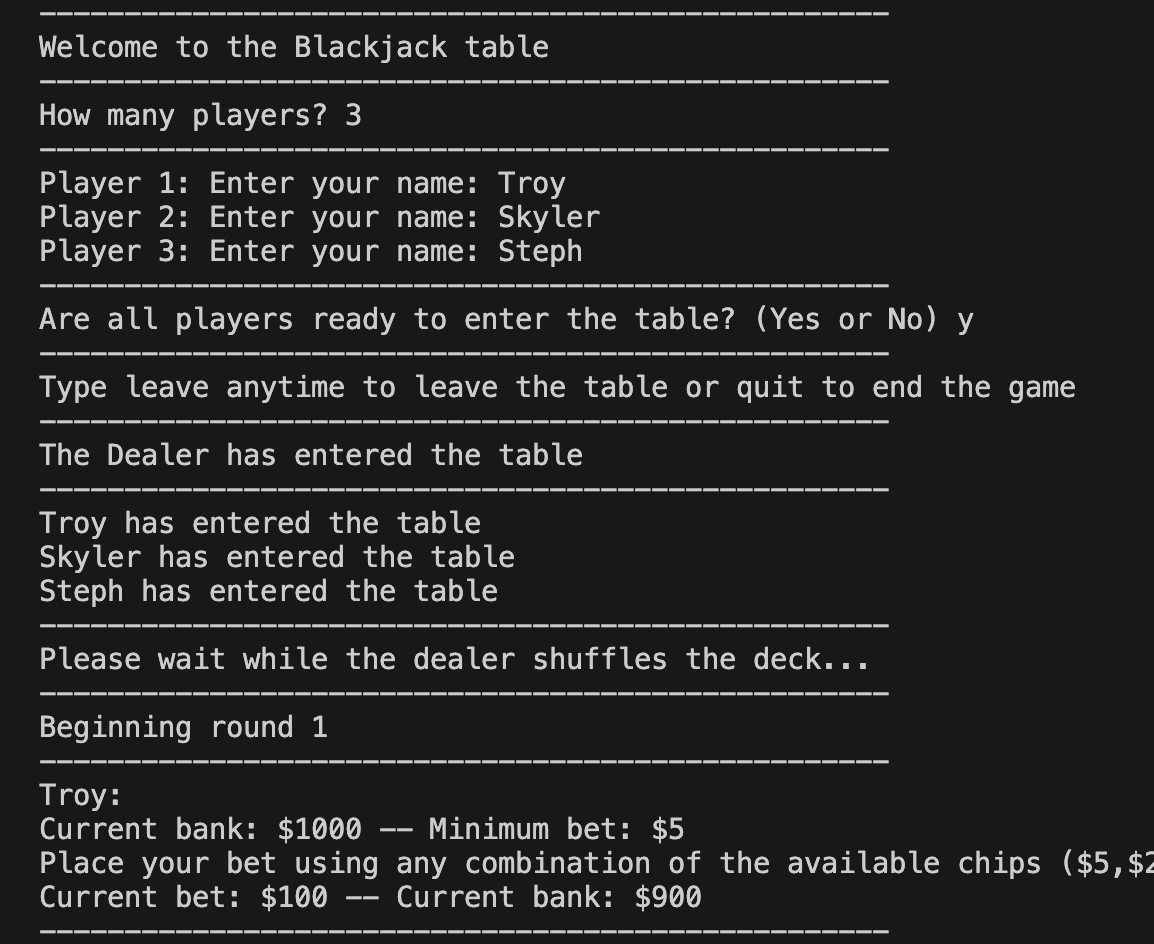 --------------------------------------------------
Welcome to the Blackjack table
--------------------------------------------------
How many players? 3
--------------------------------------------------
Player 1: Enter your name: Troy
Player 2: Enter your name: Skyler
Player 3: Enter your name: Steph
--------------------------------------------------
Are all players ready to enter the table? (Yes or No) y
--------------------------------------------------
Type leave anytime to leave the table or quit to end the game
--------------------------------------------------
The Dealer has entered the table
--------------------------------------------------
Troy has entered the table
Skyler has entered the table
Steph has entered the table
--------------------------------------------------
Please wait while the dealer shuffles the deck...
--------------------------------------------------
Beginning round 1
--------------------------------------------------
Troy:
Current bank: $1000 -- Minimum bet: $5
Place your bet using any combination of the available chips ($5,$2
Current bet: $100 -- Current bank: $900
--------------------------------------------------